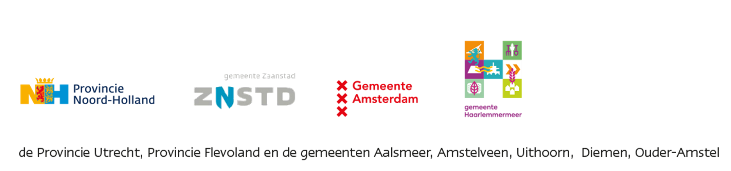 NH Provincie
Noord-Holland
gemeente Zaanstad
ZNSTD
Gemeente
Amsterdam
gemeente
Haarlemmermeer
de Provincie Utrecht, Provincie Flevoland en de gemeenten Aalsmeer, Amstelveen, Uithoorn, Diemen, Ouder-Amstel